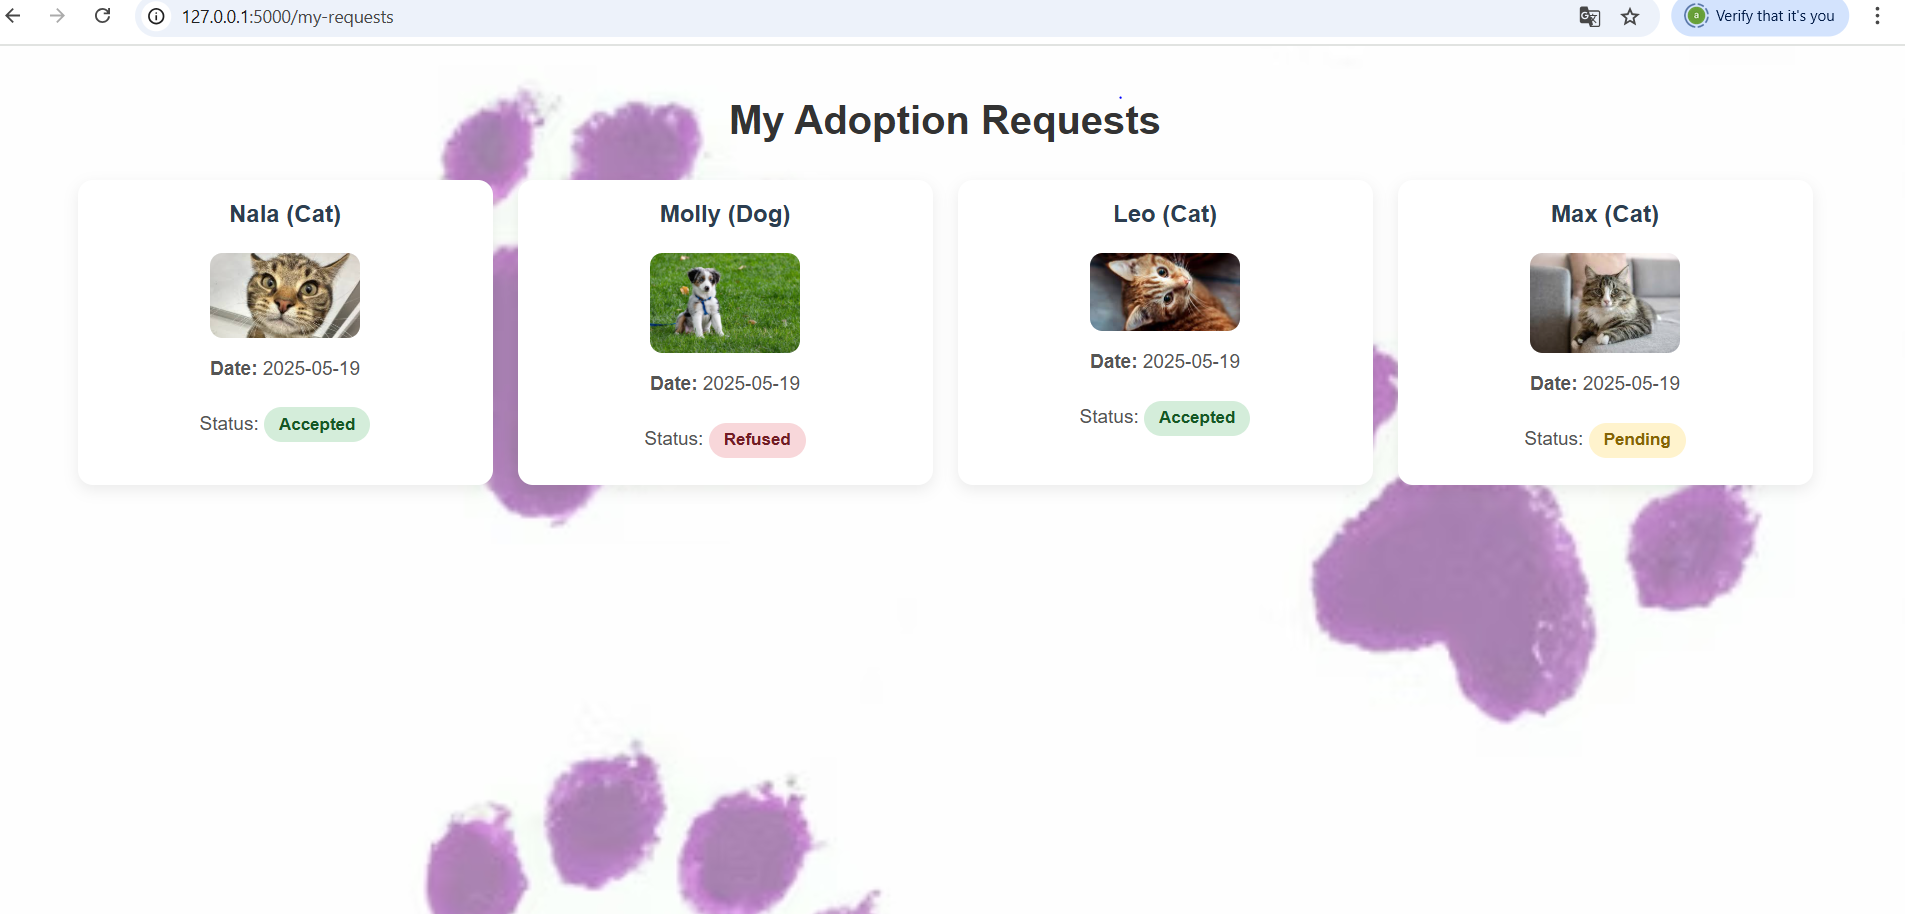 127.0.0.1:5000/my-requests
a
Verify that it's you
My Adoption Requests
Nala (Cat)
Date: 2025-05-19
Status: Accepted
Molly (Dog)
Date: 2025-05-19
Status: Refused
Leo (Cat)
Date: 2025-05-19
Status: Accepted
Max (Cat)
Date: 2025-05-19
Status: Pending